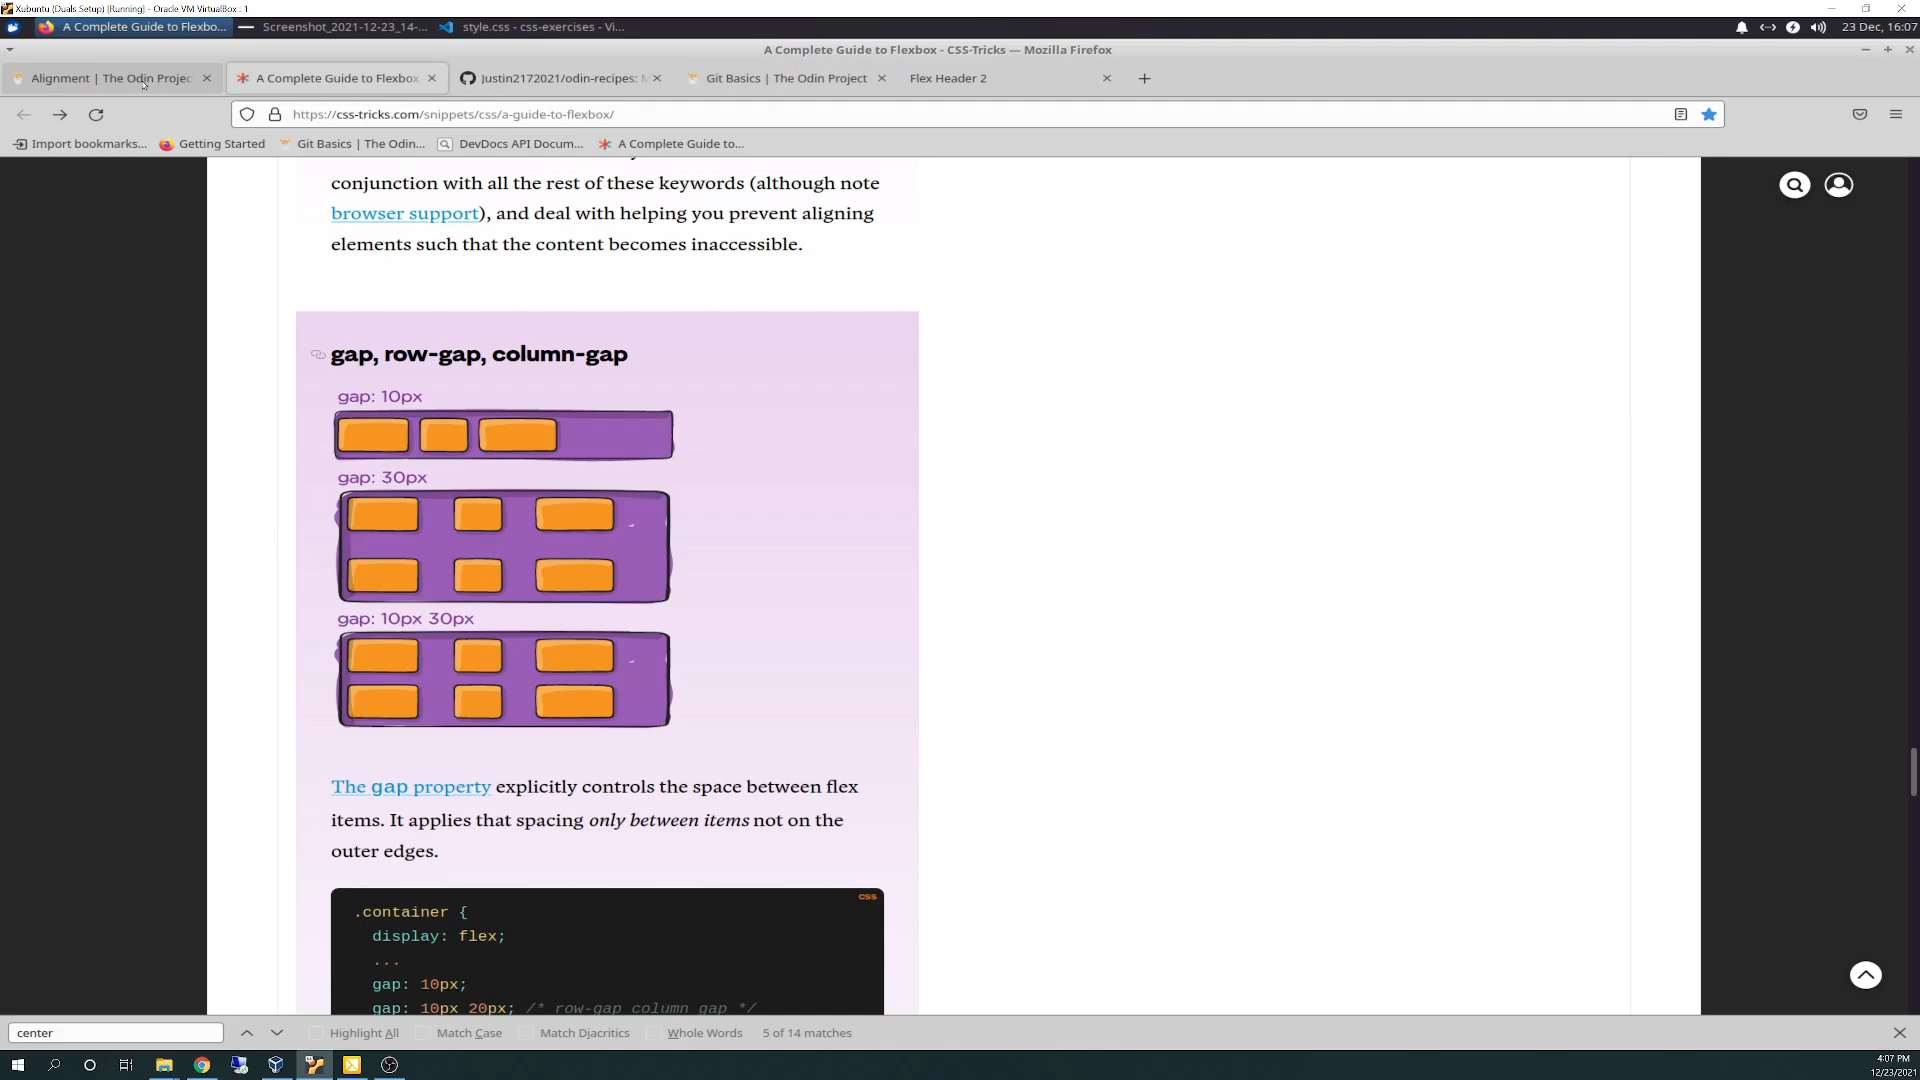 Xubuntu (Duals Setup) [Running] - Oracle VM VirtualBox : 1
A Complete Guide to Flexbo...
Screenshot_2021-12-23_14-...
style.css - css-exercises - Vi...
23 Dec, 16:07
A Complete Guide to Flexbox - CSS-Tricks — Mozilla Firefox
Alignment | The Odin Projec
A Complete Guide to Flexbox
Justin2172021/odin-recipes:
Git Basics | The Odin Project
Flex Header 2
https://css-tricks.com/snippets/css/a-guide-to-flexbox/
Import bookmarks...
Getting Started
Git Basics | The Odin...
DevDocs API Docum...
A Complete Guide to...
conjunction with all the rest of these keywords (although note
browser support), and deal with helping you prevent aligning
elements such that the content becomes inaccessible.
gap, row-gap, column-gap
gap: 10px
gap: 30px
gap: 10px 30px
The gap property explicitly controls the space between flex
items. It applies that spacing only between items not on the
outer edges.
CSS
.container {
display: flex;
...
gap: 10px;
gap: 10px 20px; /* row-gap column gap */
center
Highlight All
Match Case
Match Diacritics
Whole Words
5 of 14 matches
4:07 PM
12/23/2021